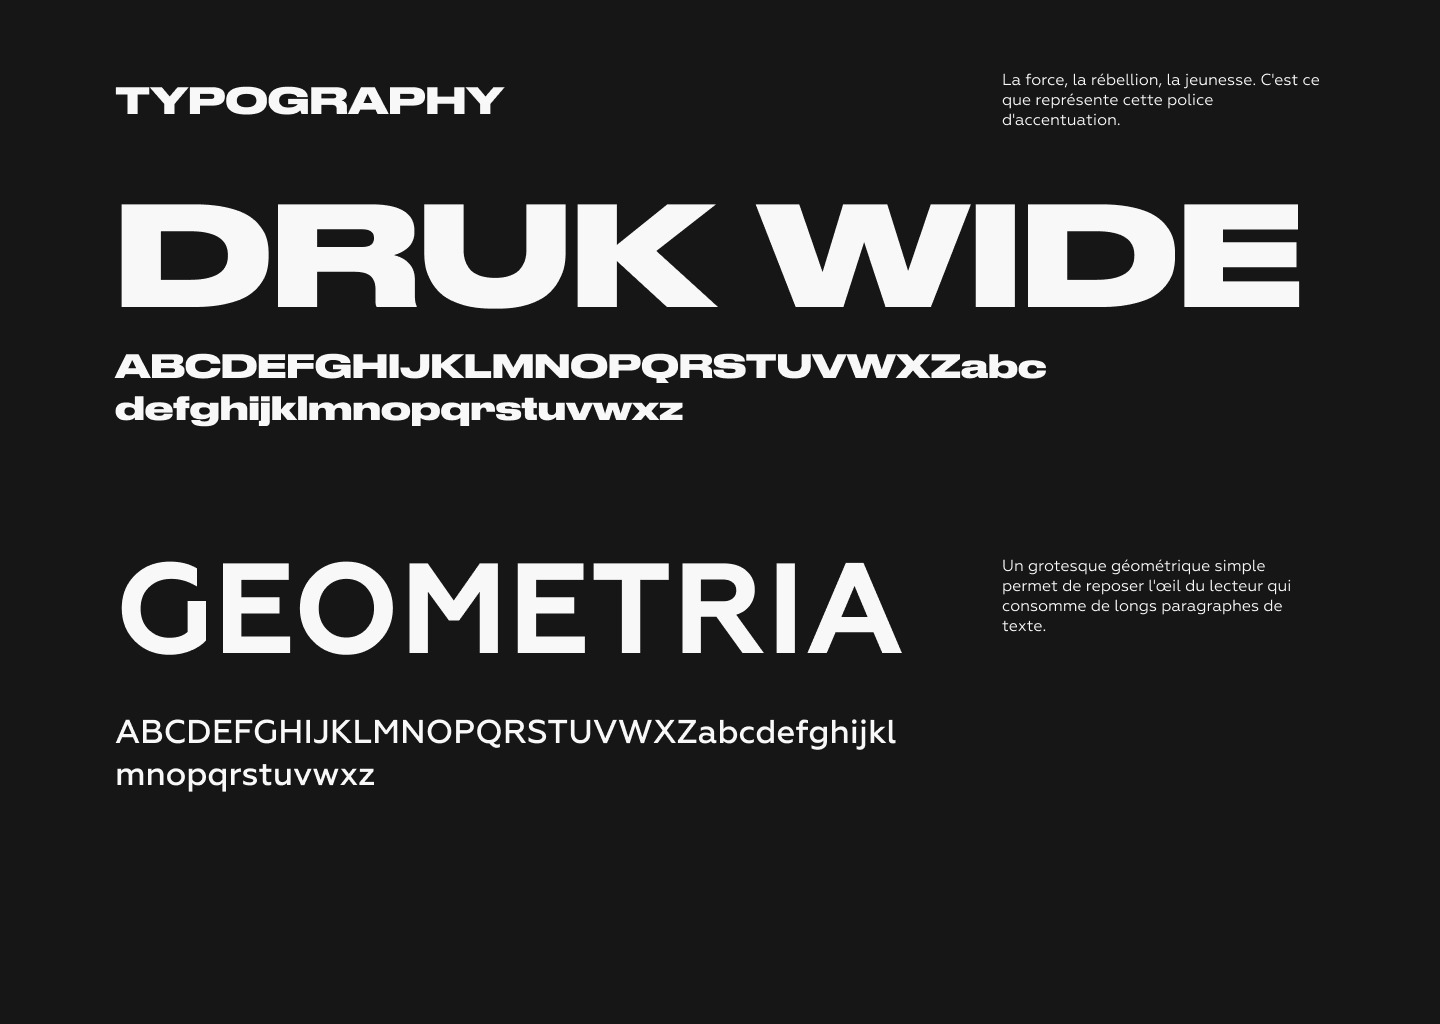 TYPOGRAPHY
La force, la rébellion, la jeunesse. C'est ce
que représente cette police
d'accentuation.
DRUK WIDE
ABCDEFGHIJKLMNOPQRSTUVWXZabc
defghijklmnopqrstuvwxz
GEOMETRIA
Un grotesque géométrique simple
permet de reposer l'œil du lecteur qui
consomme de longs paragraphes de
texte.
ABCDEFGHIJKLMNOPQRSTUVWXZabcdefghijkl
mnopqrstuvwxz